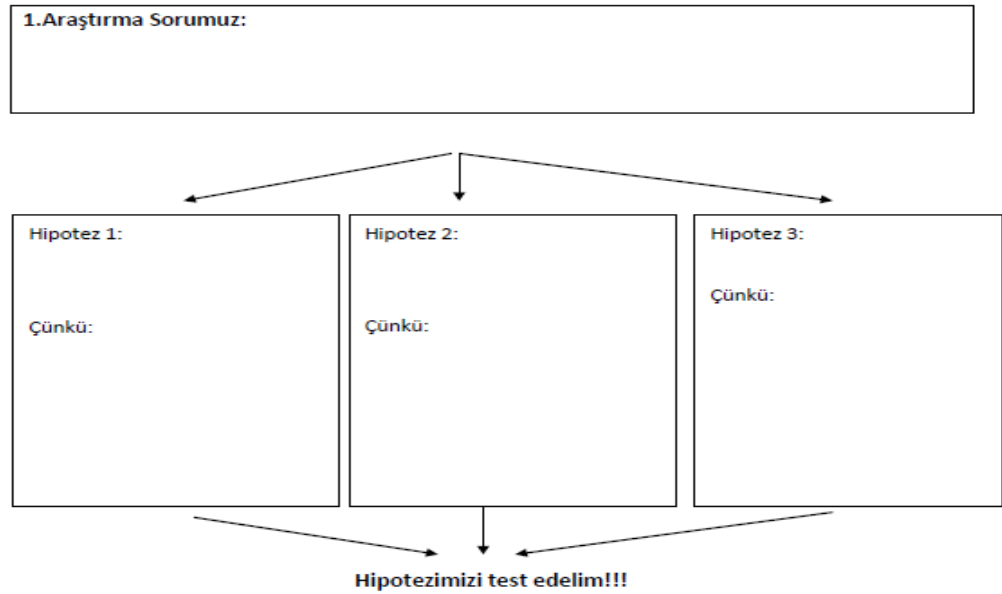 1.Araştırma Sorumuz:
Hipotez 1:
Çünkü:
Hipotez 2:
Çünkü:
Hipotez 3:
Çünkü:
Hipotezimizi test edelim!!!